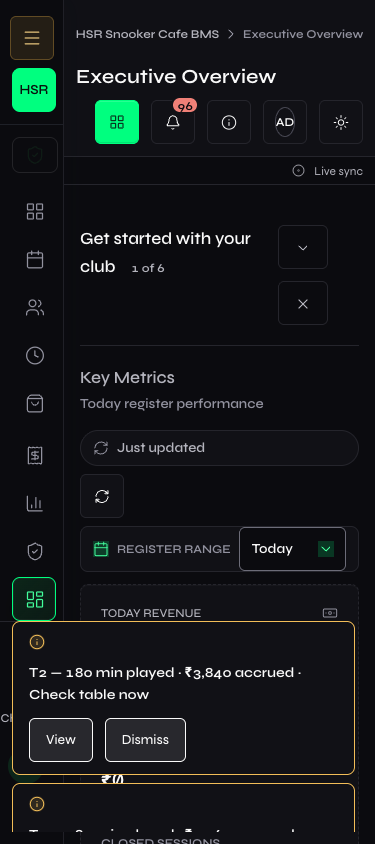 HSR Snooker Cafe BMS > Executive Overview
HSR
Executive Overview
96
AD
Live sync
Get started with your
club 1 of 6
Key Metrics
Today register performance
Just updated
REGISTER RANGE Today
TODAY REVENUE
T2 — 180 min played · ₹3,840 accrued ·
Check table now
View Dismiss
₹0
CLOSED SESSIONS